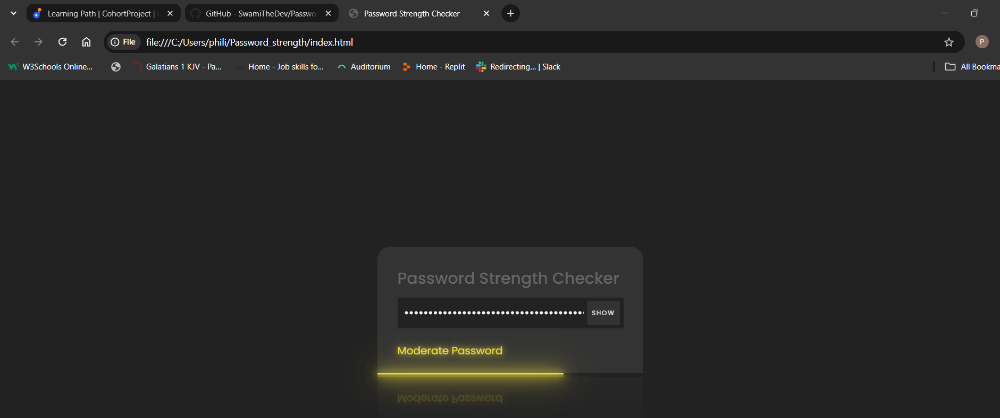 Learning Path | CohortProject |
GitHub - SwamiTheDev/Passwo
Password Strength Checker
File
file:///C:/Users/phili/Password_strength/index.html
P
W3Schools Online...
Galatians 1 KJV - Pa...
Home - Job skills fo...
Auditorium
Home - Replit
Redirecting... | Slack
All Bookma
Password Strength Checker
SHOW
Moderate Password
Moderate Password